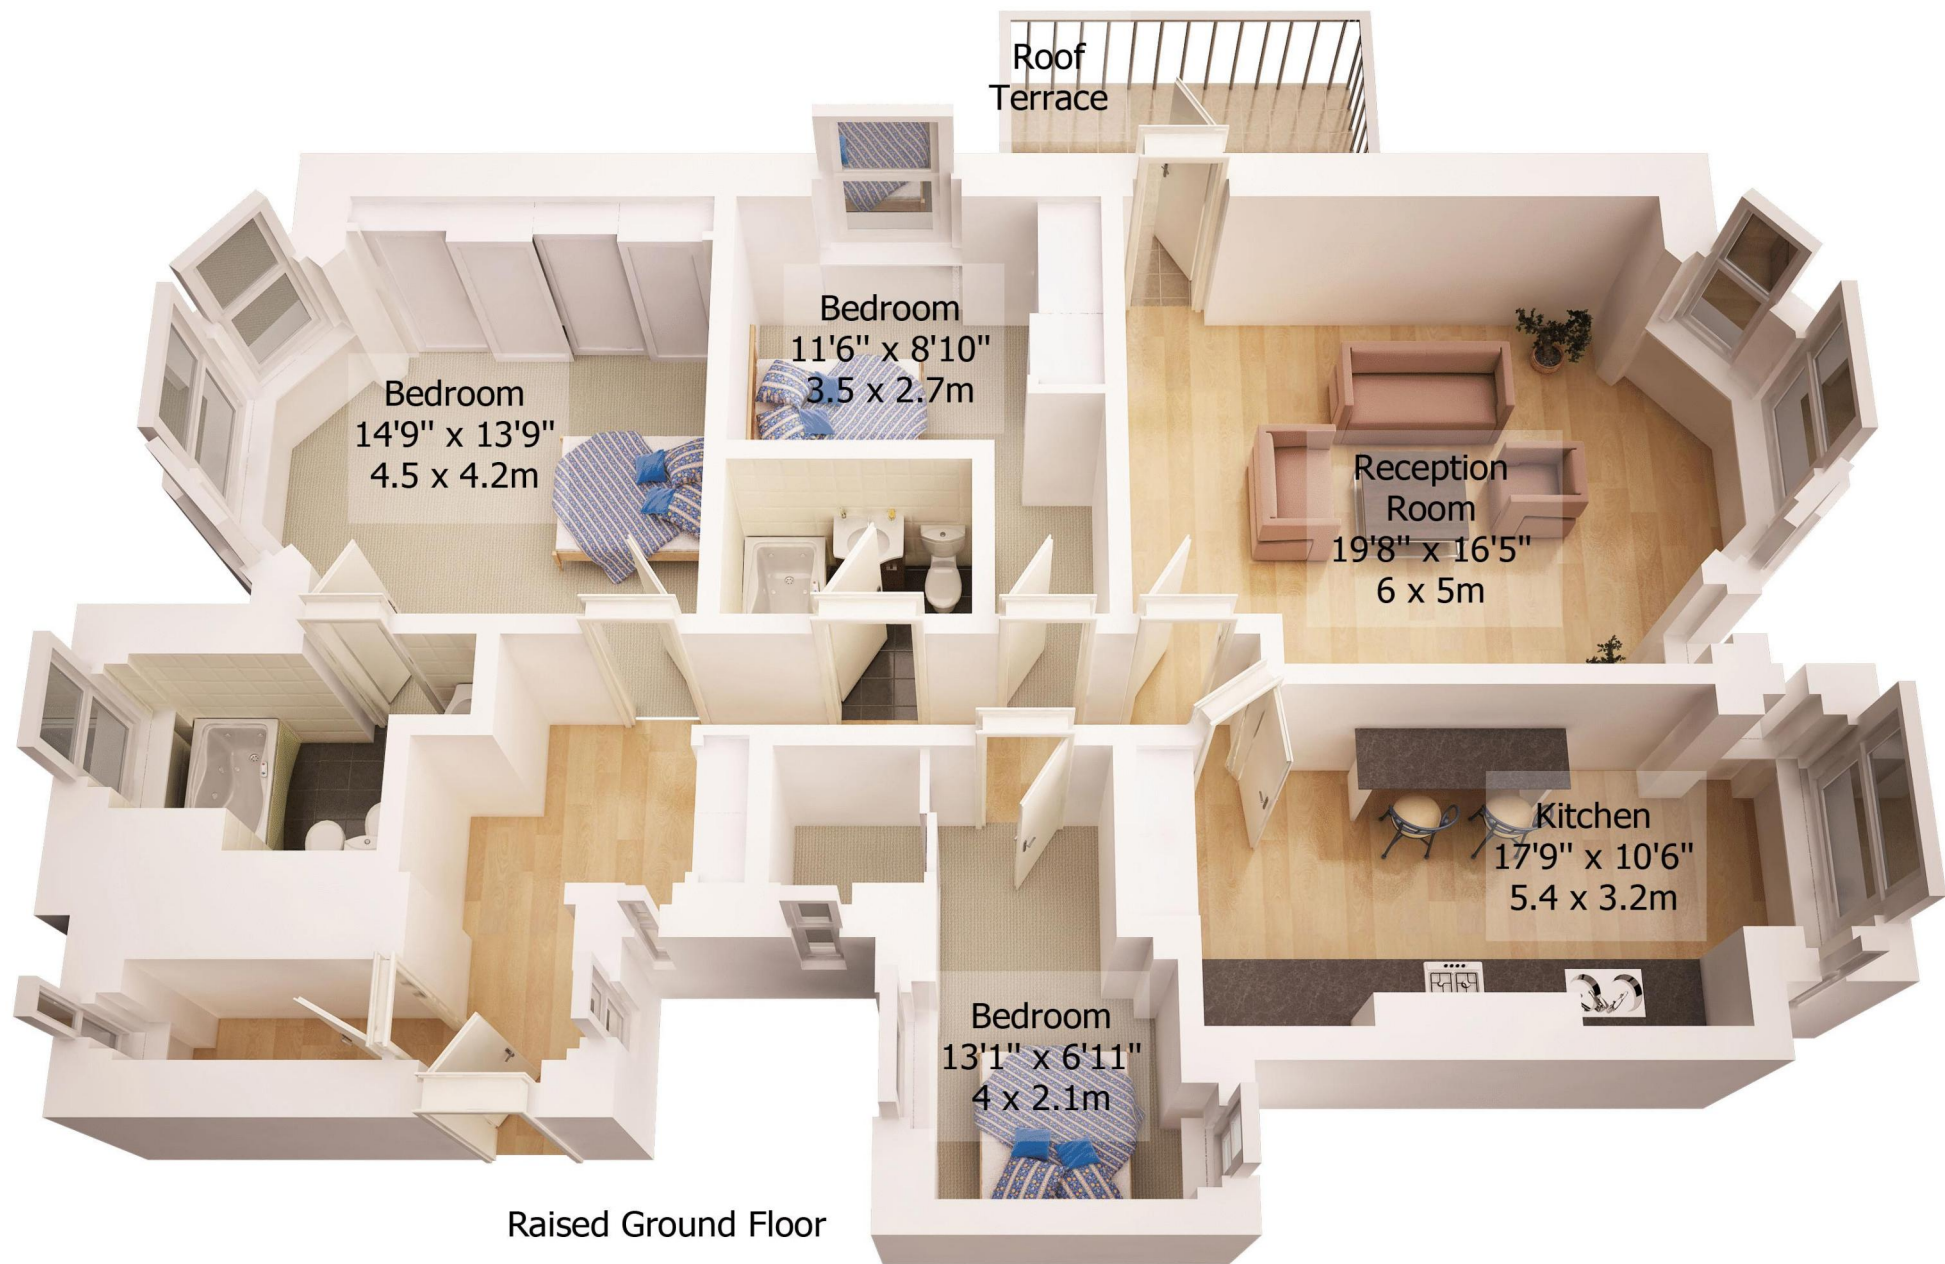 Roof
Terrace
Bedroom
11'6" x 8'10"
3.5 x 2.7m
Bedroom
14'9" x 13'9"
4.5 x 4.2m
Reception
Room
19'8" x 16'5"
6 x 5m
Kitchen
17'9" x 10'6"
5.4 x 3.2m
Bedroom
13'1" x 6'11"
4 x 2.1m
Raised Ground Floor